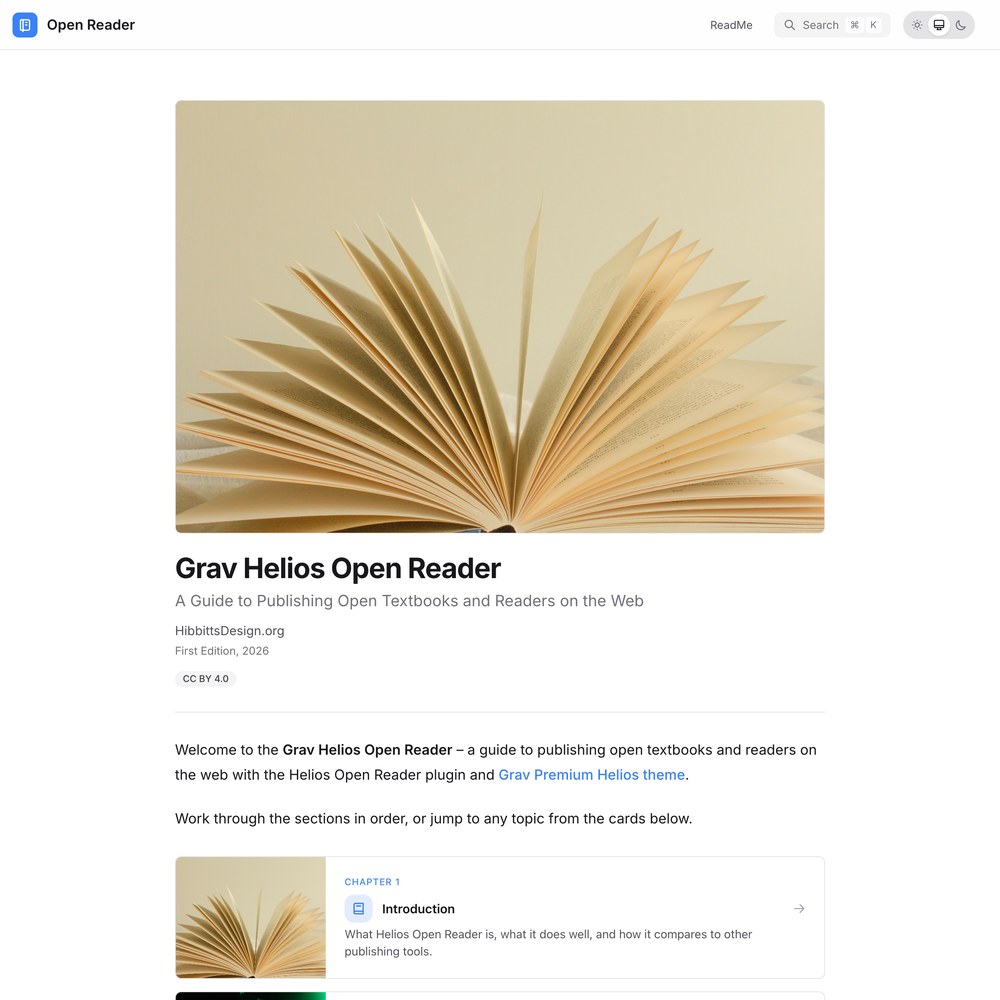 Open Reader
ReadMe
Search ⌘ K
Grav Helios Open Reader
A Guide to Publishing Open Textbooks and Readers on the Web
HibbittsDesign.org
First Edition, 2026
CC BY 4.0
Welcome to the Grav Helios Open Reader – a guide to publishing open textbooks and readers on
the web with the Helios Open Reader plugin and Grav Premium Helios theme.
Work through the sections in order, or jump to any topic from the cards below.
CHAPTER 1
Introduction
What Helios Open Reader is, what it does well, and how it compares to other
publishing tools.